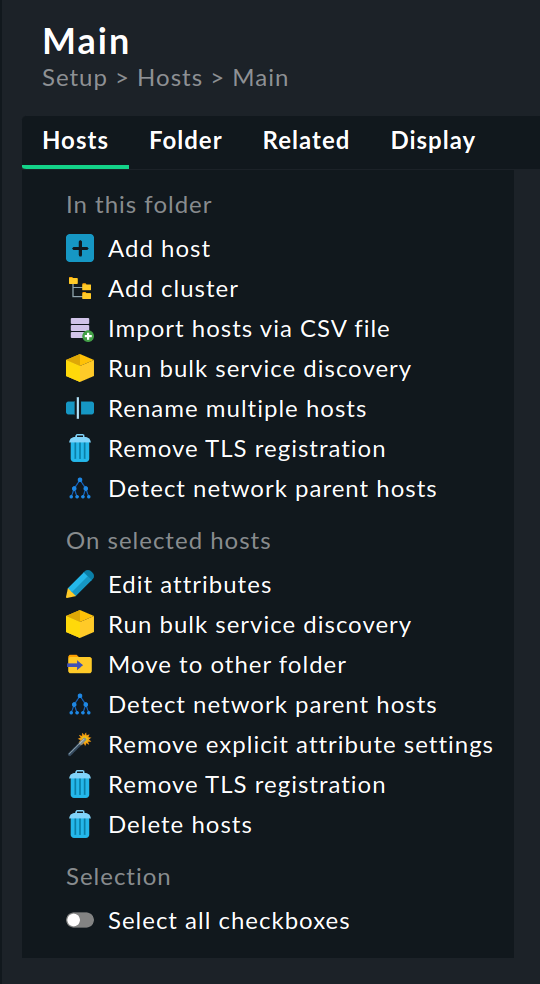 Main
Setup > Hosts > Main
Hosts Folder Related Display
In this folder
Add host
Add cluster
Import hosts via CSV file
Run bulk service discovery
Rename multiple hosts
Remove TLS registration
Detect network parent hosts
On selected hosts
Edit attributes
Run bulk service discovery
Move to other folder
Detect network parent hosts
Remove explicit attribute settings
Remove TLS registration
Delete hosts
Selection
Select all checkboxes